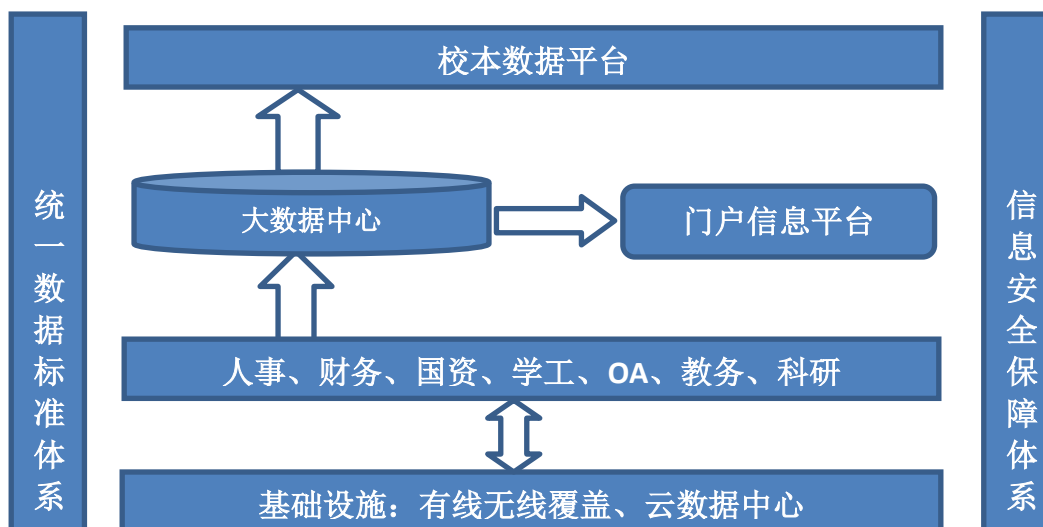 校本数据平台
大数据中心
门户信息平台
人事、财务、国资、学工、OA、教务、科研
基础设施：有线无线覆盖、云数据中心
统一数据标准体系
信息安全保障体系